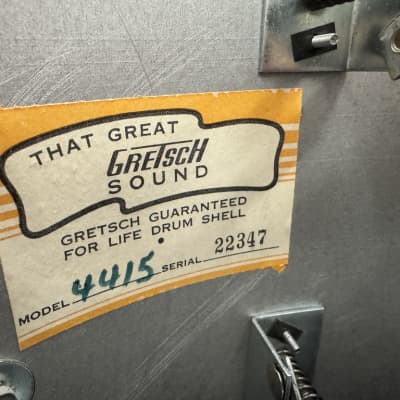 THAT GREAT
GRETSCH
SOUND
GRETSCH GUARANTEED
FOR LIFE DRUM SHELL
MODEL 4415 SERIAL 22347